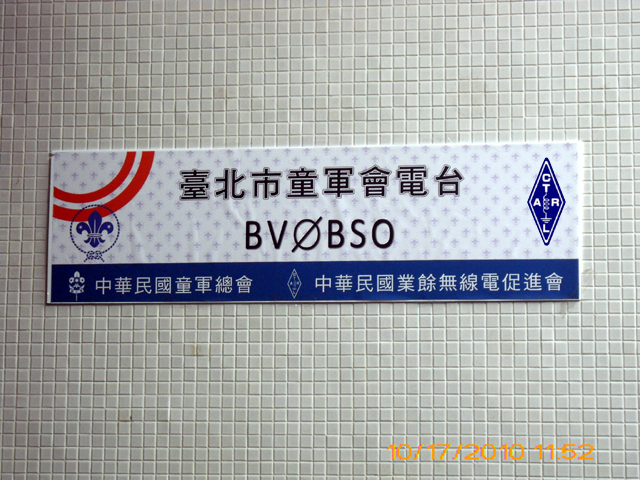 臺北市童軍會電台
BVØBSO
CTARL
中華民國童軍總會 中華民國業餘無線電促進會
10/17/2010 11:52